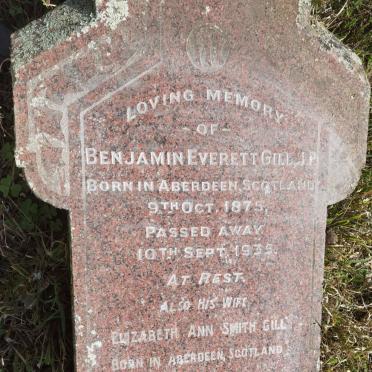 LOVING MEMORY
- OF -
BENJAMIN EVERETT GILL. J.P.
BORN IN ABERDEEN, SCOTLAND
9TH OCT. 1875.
PASSED AWAY
10TH SEPT. 1935.
AT REST.
ALSO HIS WIFE
ELIZABETH ANN SMITH GILL
BORN IN ABERDEEN, SCOTLAND